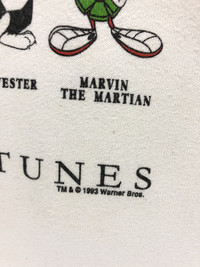 ESTER
MARVIN
THE MARTIAN
TUNES
TM & © 1993 Warner Bros.